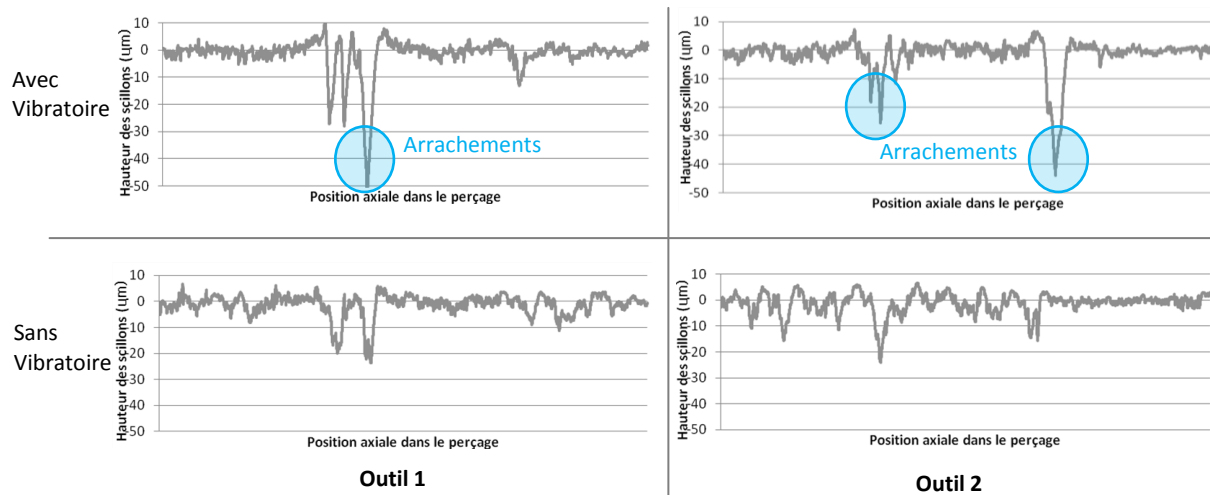 Avec
Vibratoire
Hauteur des scillons (µm)
10
0
-10
-20
-30
-40
-50
Arrachements
Position axiale dans le perçage
Hauteur des scillons (µm)
10
0
-10
-20
-30
-40
-50
Arrachements
Position axiale dans le perçage
Sans
Vibratoire
Hauteur des scillons (µm)
10
0
-10
-20
-30
-40
-50
Position axiale dans le perçage
Outil 1
Hauteur des scillons (µm)
10
0
-10
-20
-30
-40
-50
Position axiale dans le perçage
Outil 2